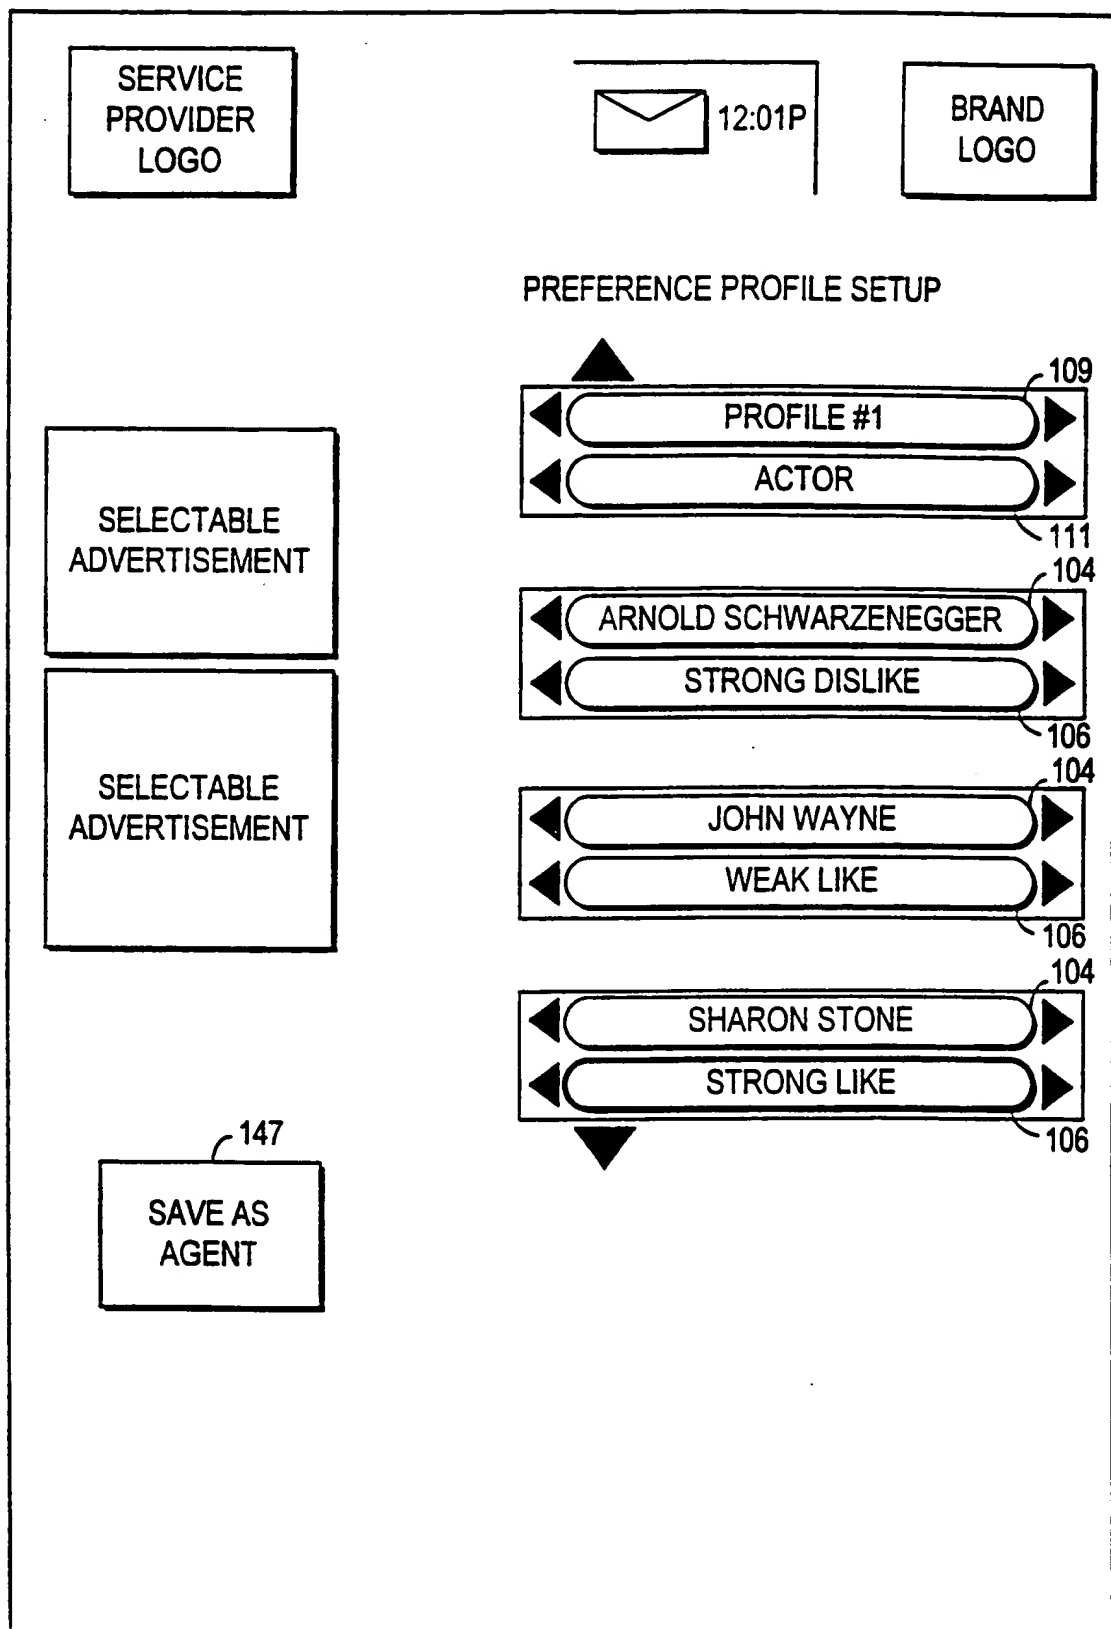 SERVICE
PROVIDER
LOGO
12:01P
BRAND
LOGO
PREFERENCE PROFILE SETUP
109
PROFILE #1
ACTOR
111
SELECTABLE
ADVERTISEMENT
104
ARNOLD SCHWARZENEGGER
STRONG DISLIKE
106
SELECTABLE
ADVERTISEMENT
104
JOHN WAYNE
WEAK LIKE
106
104
SHARON STONE
STRONG LIKE
106
147
SAVE AS
AGENT